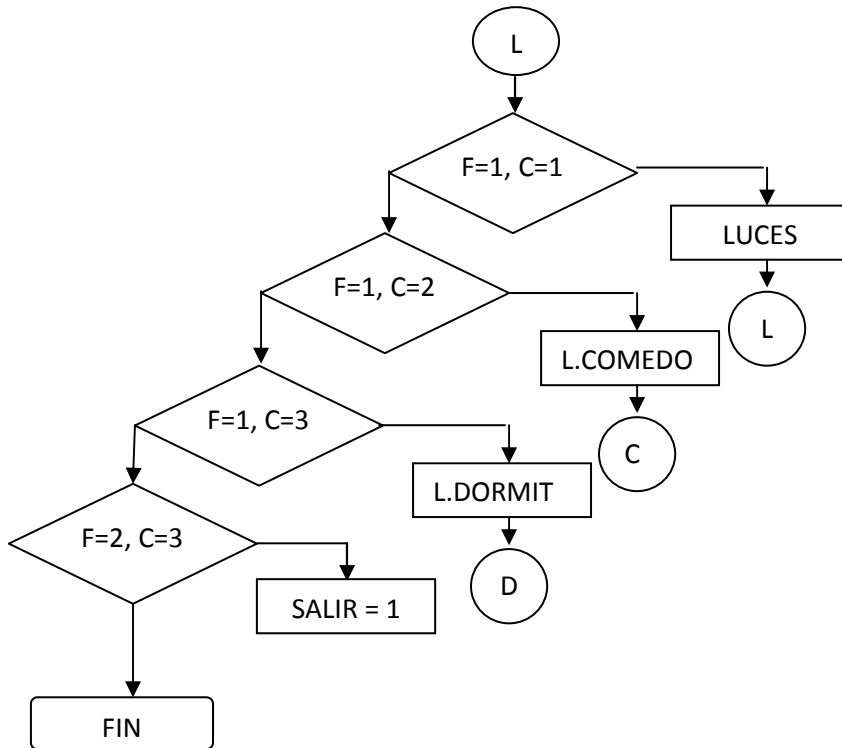 L
F=1, C=1
LUCES
F=1, C=2
L
L.COMEDO
F=1, C=3
C
L.DORMIT
F=2, C=3
D
SALIR = 1
FIN